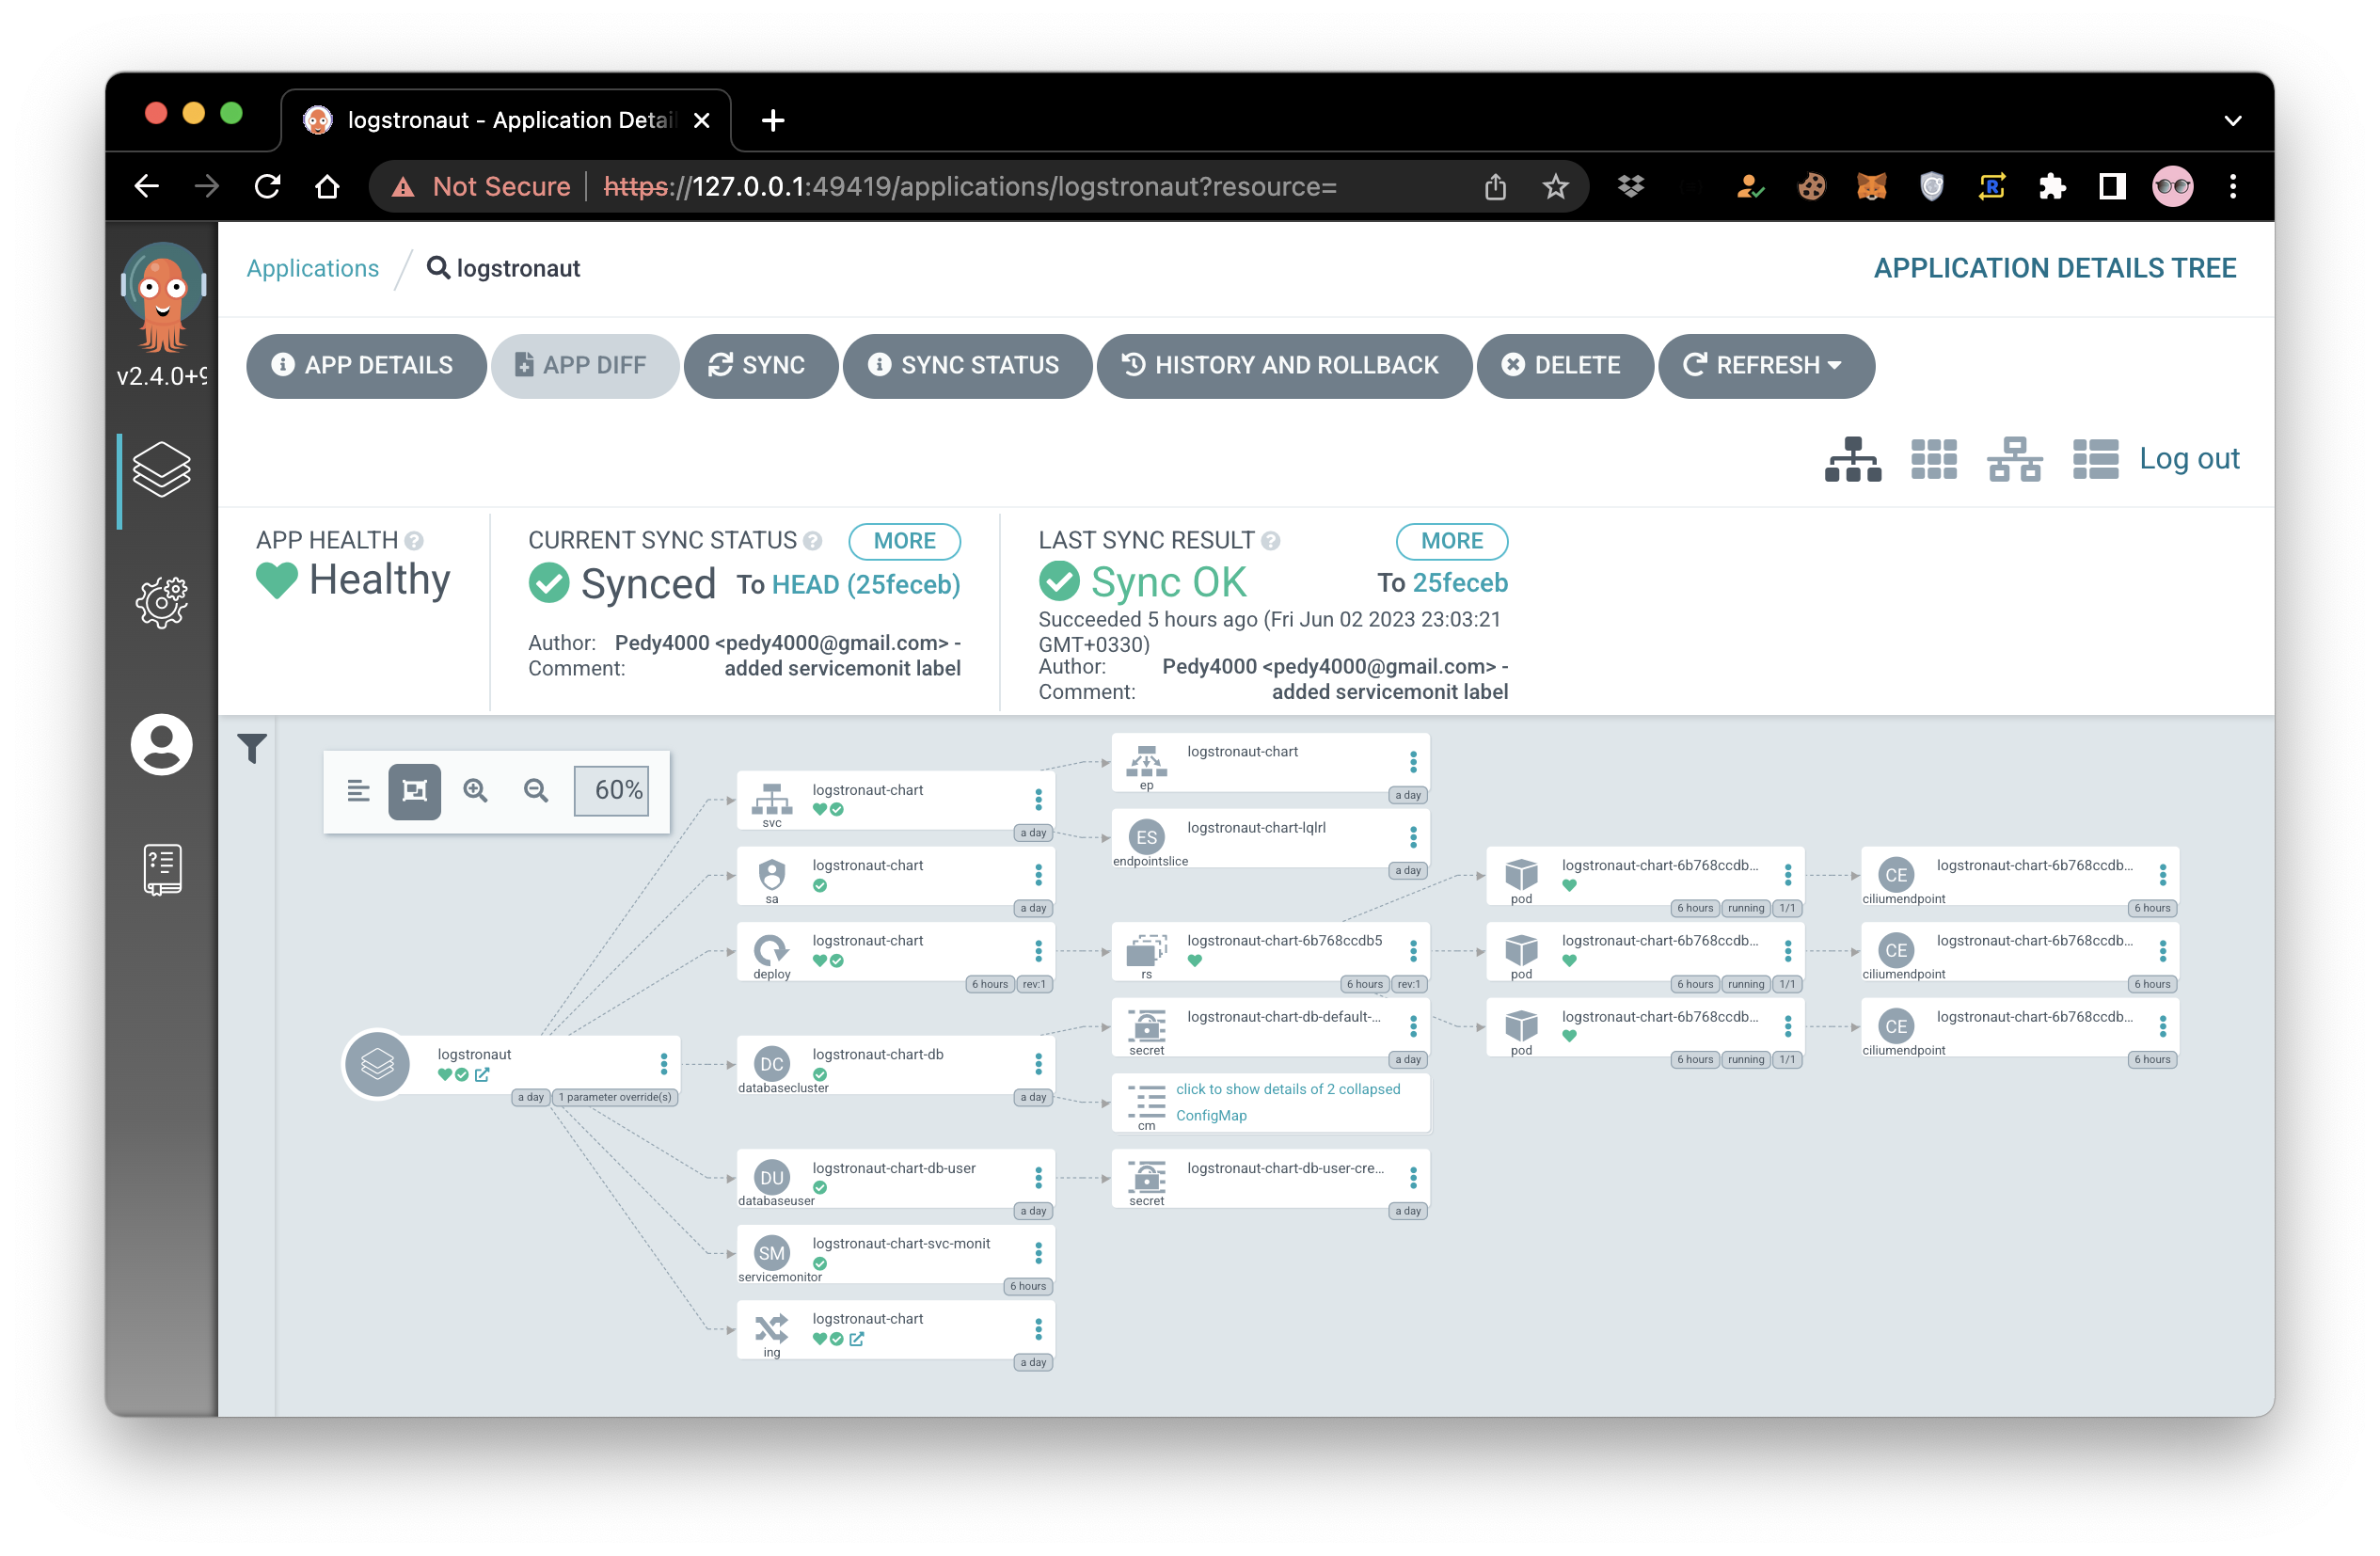 logstronaut - Application Detai
Not Secure
https://127.0.0.1:49419/applications/logstronaut?resource=
v2.4.0+9
Applications
logstronaut
APPLICATION DETAILS TREE
APP DETAILS
APP DIFF
SYNC
SYNC STATUS
HISTORY AND ROLLBACK
DELETE
REFRESH
Log out
APP HEALTH
Healthy
CURRENT SYNC STATUS
MORE
Synced
To HEAD (25feceb)
Author: Pedy4000 <pedy4000@gmail.com> -
Comment: added servicemonit label
LAST SYNC RESULT
MORE
Sync OK
To 25feceb
Succeeded 5 hours ago (Fri Jun 02 2023 23:03:21
GMT+0330)
Author: Pedy4000 <pedy4000@gmail.com> -
Comment: added servicemonit label
60%
logstronaut
a day
1 parameter override(s)
logstronaut-chart
svc
a day
logstronaut-chart
sa
a day
logstronaut-chart
deploy
6 hours
rev:1
DC
logstronaut-chart-db
databasecluster
a day
DU
logstronaut-chart-db-user
databaseuser
a day
SM
logstronaut-chart-svc-monit
servicemonitor
6 hours
logstronaut-chart
ing
a day
logstronaut-chart
ep
a day
ES
logstronaut-chart-lqlrl
endpointslice
a day
logstronaut-chart-6b768ccdb5
rs
6 hours
rev:1
logstronaut-chart-db-default-...
secret
a day
click to show details of 2 collapsed
ConfigMap
cm
logstronaut-chart-db-user-cre...
secret
a day
logstronaut-chart-6b768ccdb...
pod
6 hours
running
1/1
logstronaut-chart-6b768ccdb...
pod
6 hours
running
1/1
logstronaut-chart-6b768ccdb...
pod
6 hours
running
1/1
CE
logstronaut-chart-6b768ccdb...
ciliumendpoint
6 hours
CE
logstronaut-chart-6b768ccdb...
ciliumendpoint
6 hours
CE
logstronaut-chart-6b768ccdb...
ciliumendpoint
6 hours